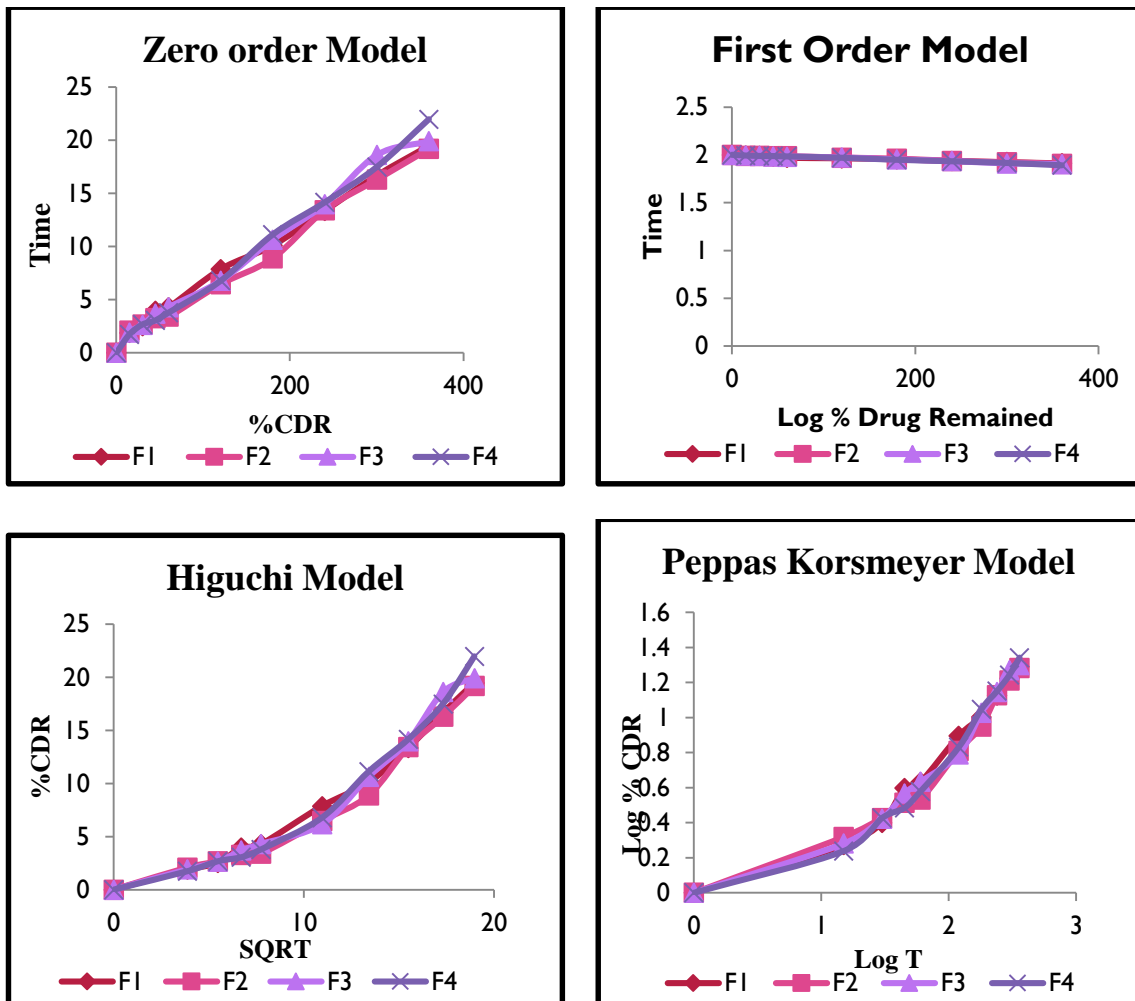 Zero order Model
25
20
15
10
5
0
0 200 400
Time
%CDR
F1 F2 F3 F4
First Order Model
2.5
2
1.5
1
0.5
0
0 200 400
Time
Log % Drug Remained
F1 F2 F3 F4
Higuchi Model
25
20
15
10
5
0
0 10 20
%CDR
SQRT
F1 F2 F3 F4
Peppas Korsmeyer Model
1.6
1.4
1.2
1
0.8
0.6
0.4
0.2
0
0 1 2 3
Log % CDR
Log T
F1 F2 F3 F4